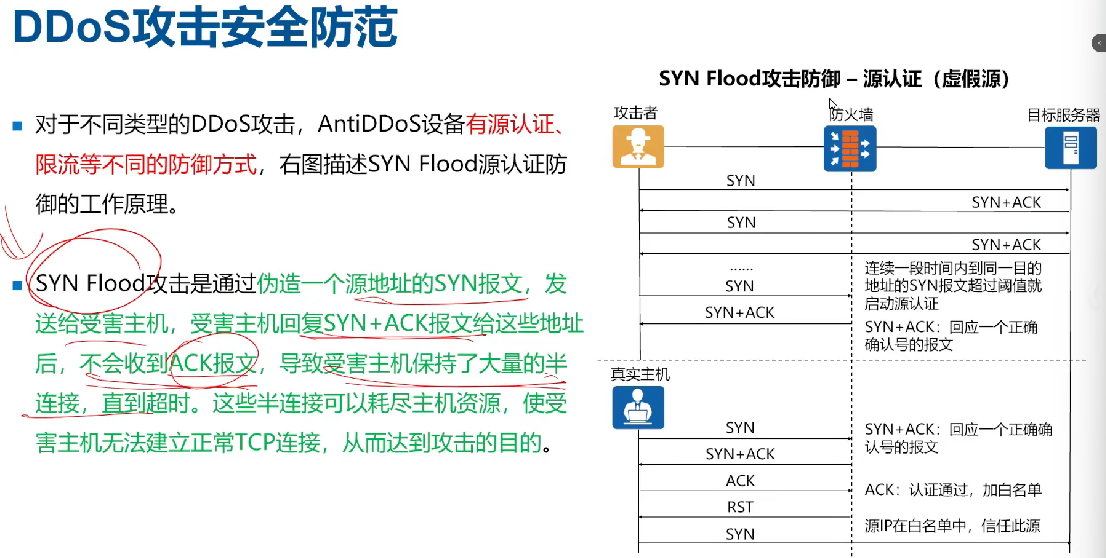 DDoS攻击安全防范
对于不同类型的DDoS攻击，AntiDDoS设备有源认证、
限流等不同的防御方式，右图描述SYN Flood源认证防
御的工作原理。
SYN Flood攻击是通过伪造一个源地址的SYN报文，发
送给受害主机，受害主机回复SYN+ACK报文给这些地址
后，不会收到ACK报文，导致受害主机保持了大量的半
连接，直到超时。这些半连接可以耗尽主机资源，使受
害主机无法建立正常TCP连接，从而达到攻击的目的。
SYN Flood攻击防御 – 源认证（虚假源）
攻击者
防火墙
目标服务器
SYN
SYN+ACK
SYN
SYN+ACK
......
SYN
SYN+ACK
连续一段时间内到同一目的
地址的SYN报文超过阈值就
启动源认证
SYN+ACK：回应一个正确
确认号的报文
真实主机
SYN
SYN+ACK
ACK
RST
SYN
SYN+ACK：回应一个正确确
认号的报文
ACK：认证通过，加白名单
源IP在白名单中，信任此源